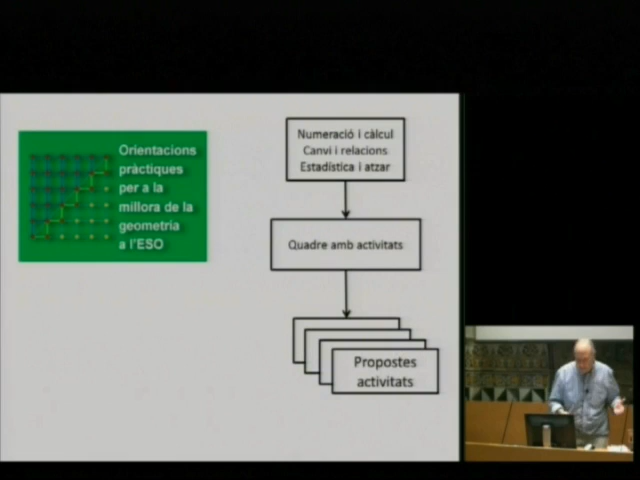 Orientacions
pràctiques
per a la
millora de la
geometria
a l'ESO
Numeració i càlcul
Canvi i relacions
Estadística i atzar
Quadre amb activitats
Propostes
activitats